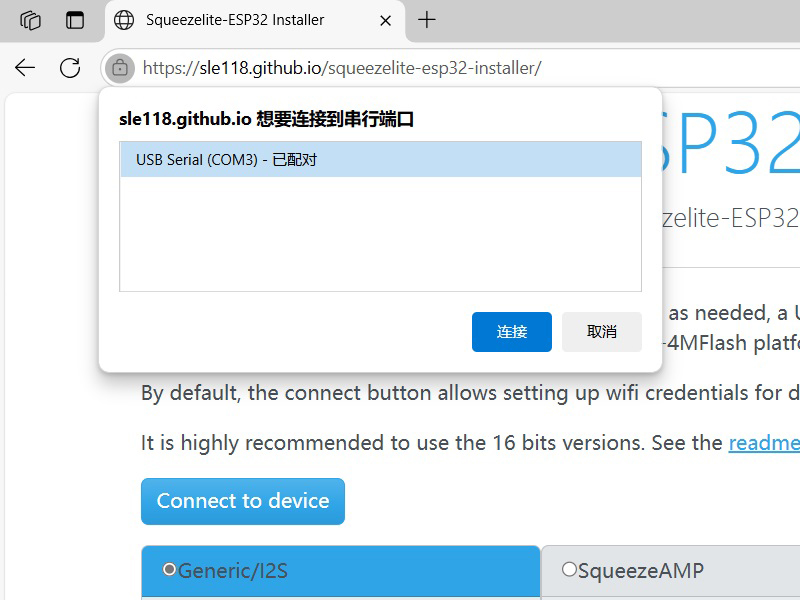 Squeezelite-ESP32 Installer
https://sle118.github.io/squeezelite-esp32-installer/
sle118.github.io 想要连接到串行端口
USB Serial (COM3) - 已配对
连接
取消
SP32
zelite-ESP32
as needed, a U
-4MFlash platfo
By default, the connect button allows setting up wifi credentials for d
It is highly recommended to use the 16 bits versions. See the readme
Connect to device
Generic/I2S
SqueezeAMP